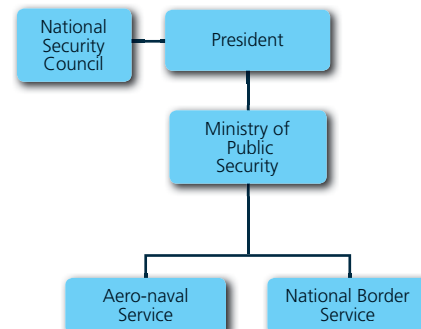 National
Security
Council
President
Ministry of
Public
Security
Aero-naval
Service
National Border
Service